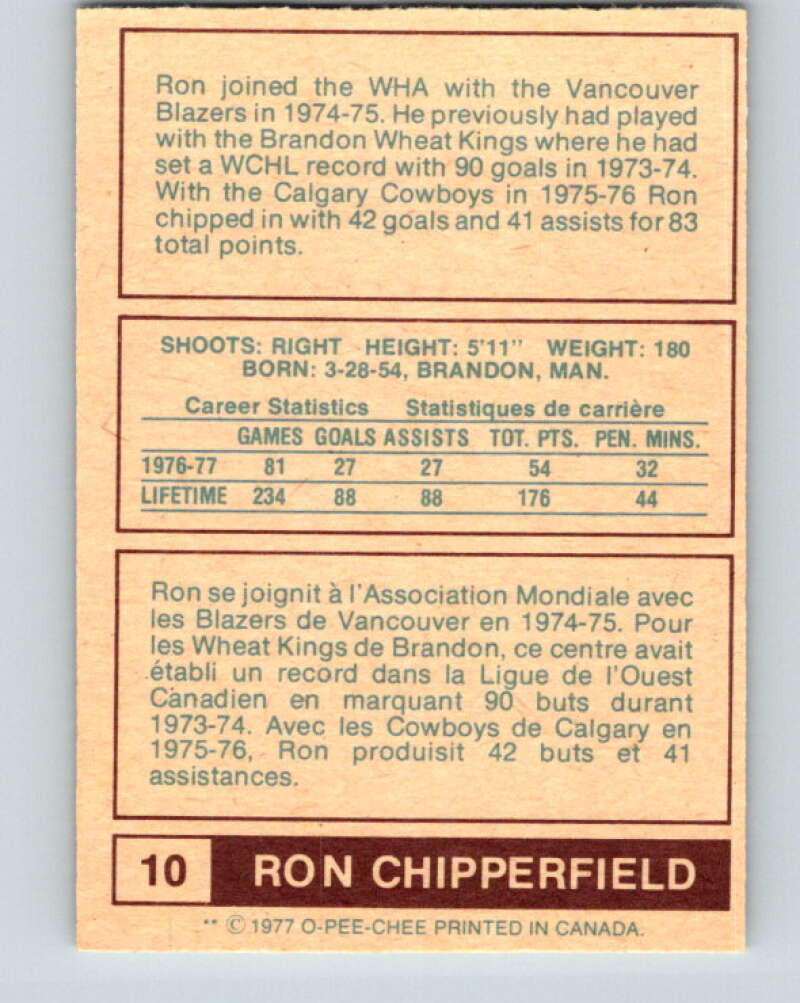 Ron joined the WHA with the Vancouver
Blazers in 1974-75. He previously had played
with the Brandon Wheat Kings where he had
set a WCHL record with 90 goals in 1973-74.
With the Calgary Cowboys in 1975-76 Ron
chipped in with 42 goals and 41 assists for 83
total points.
SHOOTS: RIGHT HEIGHT: 5'11" WEIGHT: 180
BORN: 3-28-54, BRANDON, MAN.
Career Statistics Statistiques de carrière
GAMES GOALS ASSISTS TOT. PTS. PEN. MINS.
1976-77 81 27 27 54 32
LIFETIME 234 88 88 176 44
Ron se joignit à l'Association Mondiale avec
les Blazers de Vancouver en 1974-75. Pour
les Wheat Kings de Brandon, ce centre avait
établi un record dans la Ligue de l'Ouest
Canadien en marquant 90 buts durant
1973-74. Avec les Cowboys de Calgary en
1975-76, Ron produisit 42 buts et 41
assistances.
10 RON CHIPPERFIELD
** © 1977 O-PEE-CHEE PRINTED IN CANADA.